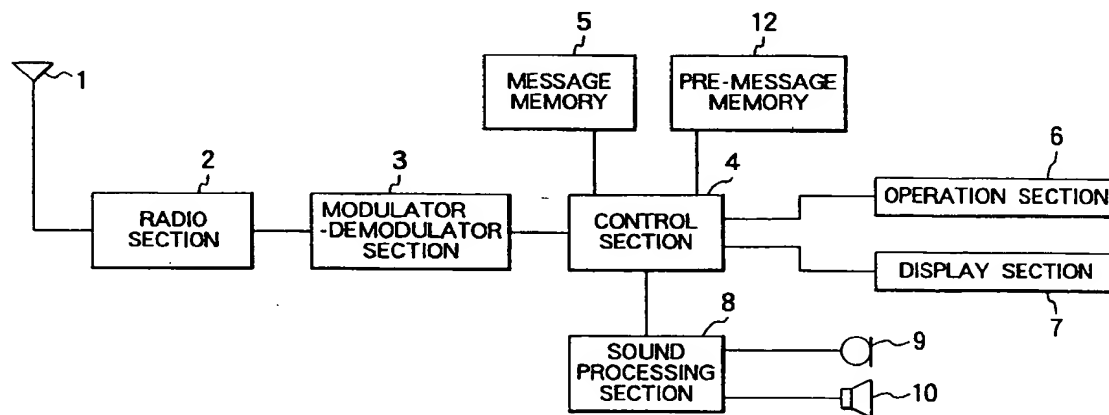 5
12
1
MESSAGE
MEMORY
PRE-MESSAGE
MEMORY
2
3
4
6
RADIO
SECTION
MODULATOR
-DEMODULATOR
SECTION
CONTROL
SECTION
OPERATION SECTION
DISPLAY SECTION
7
8
SOUND
PROCESSING
SECTION
9
10